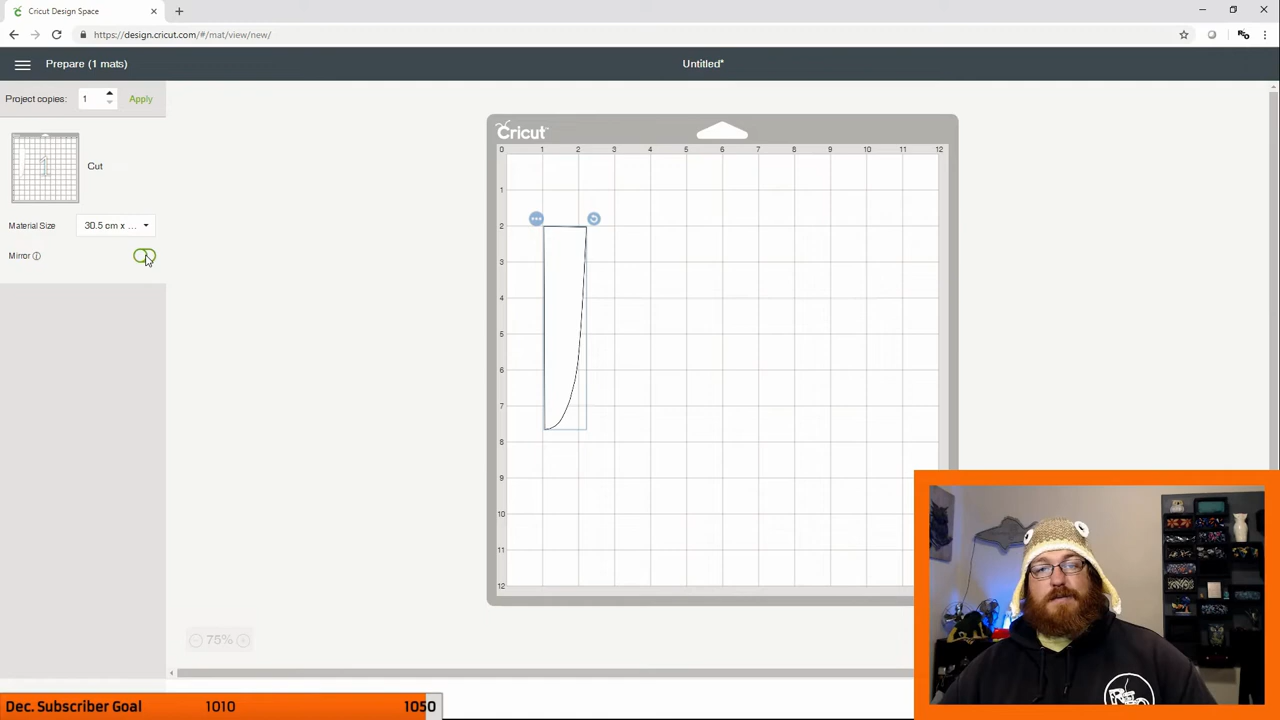 Cricut Design Space
https://design.cricut.com/#/mat/view/new/
Prepare (1 mats)
Untitled*
Project copies: 1 Apply
1
Cut
Material Size 30.5 cm x ...
Mirror
Cricut
0 1 2 3 4 5 6 7 8 9 10 11 12
1
2
3
4
5
6
7
8
9
10
11
12
75%
Dec. Subscriber Goal 1010 1050